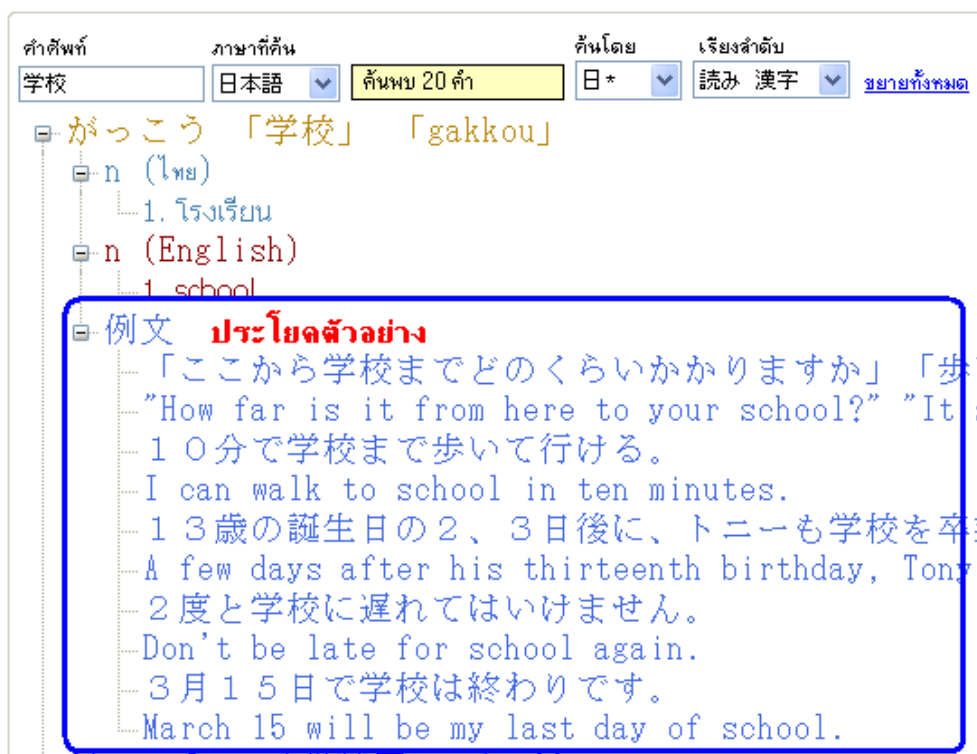 คำศัพท์ ภาษาที่ค้น ค้นโดย เรียงลำดับ
学校 日本語 ค้นพบ 20 คำ 日* 読み 漢字 ขยายทั้งหมด
がっこう 「学校」 「gakkou」
n (ไทย)
1. โรงเรียน
n (English)
1. school
例文 ประโยคตัวอย่าง
「ここから学校までどのくらいかかりますか」「歩
"How far is it from here to your school?" "It
１０分で学校まで歩いて行ける。
I can walk to school in ten minutes.
１３歳の誕生日の２、３日後に、トニーも学校を卒
A few days after his thirteenth birthday, Tony
２度と学校に遅れてはいけません。
Don't be late for school again.
３月１５日で学校は終わりです。
March 15 will be my last day of school.